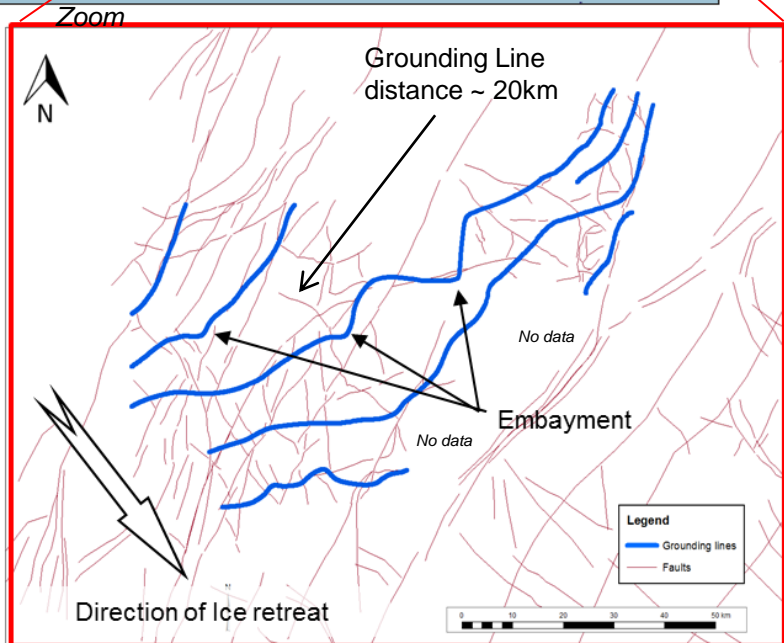 Zoom
Grounding Line
distance ~ 20km
N
No data
Embayment
No data
Legend
Grounding lines
Faults
N
Direction of Ice retreat
0 10 20 30 40 50 km